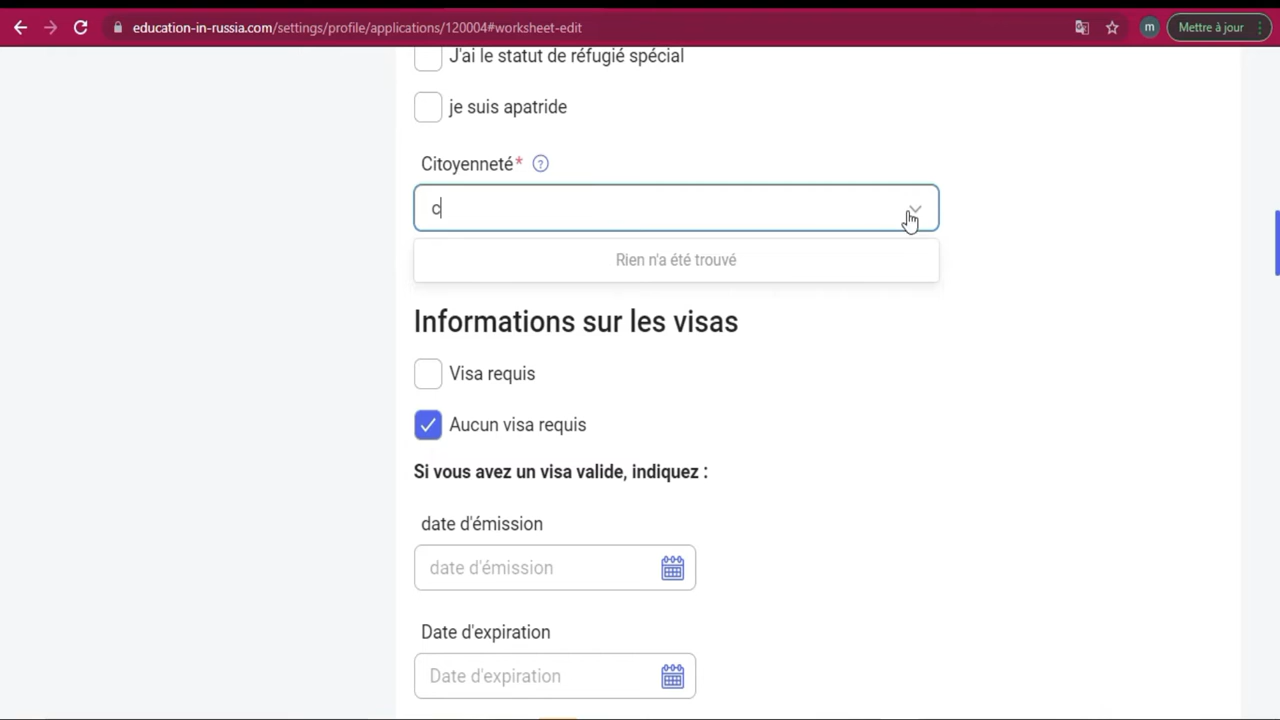 education-in-russia.com/settings/profile/applications/120004#worksheet-edit
m
Mettre à jour
J'ai le statut de réfugié spécial
je suis apatride
Citoyenneté* ?
c
Rien n'a été trouvé
Informations sur les visas
Visa requis
Aucun visa requis
Si vous avez un visa valide, indiquez :
date d'émission
date d'émission
Date d'expiration
Date d'expiration